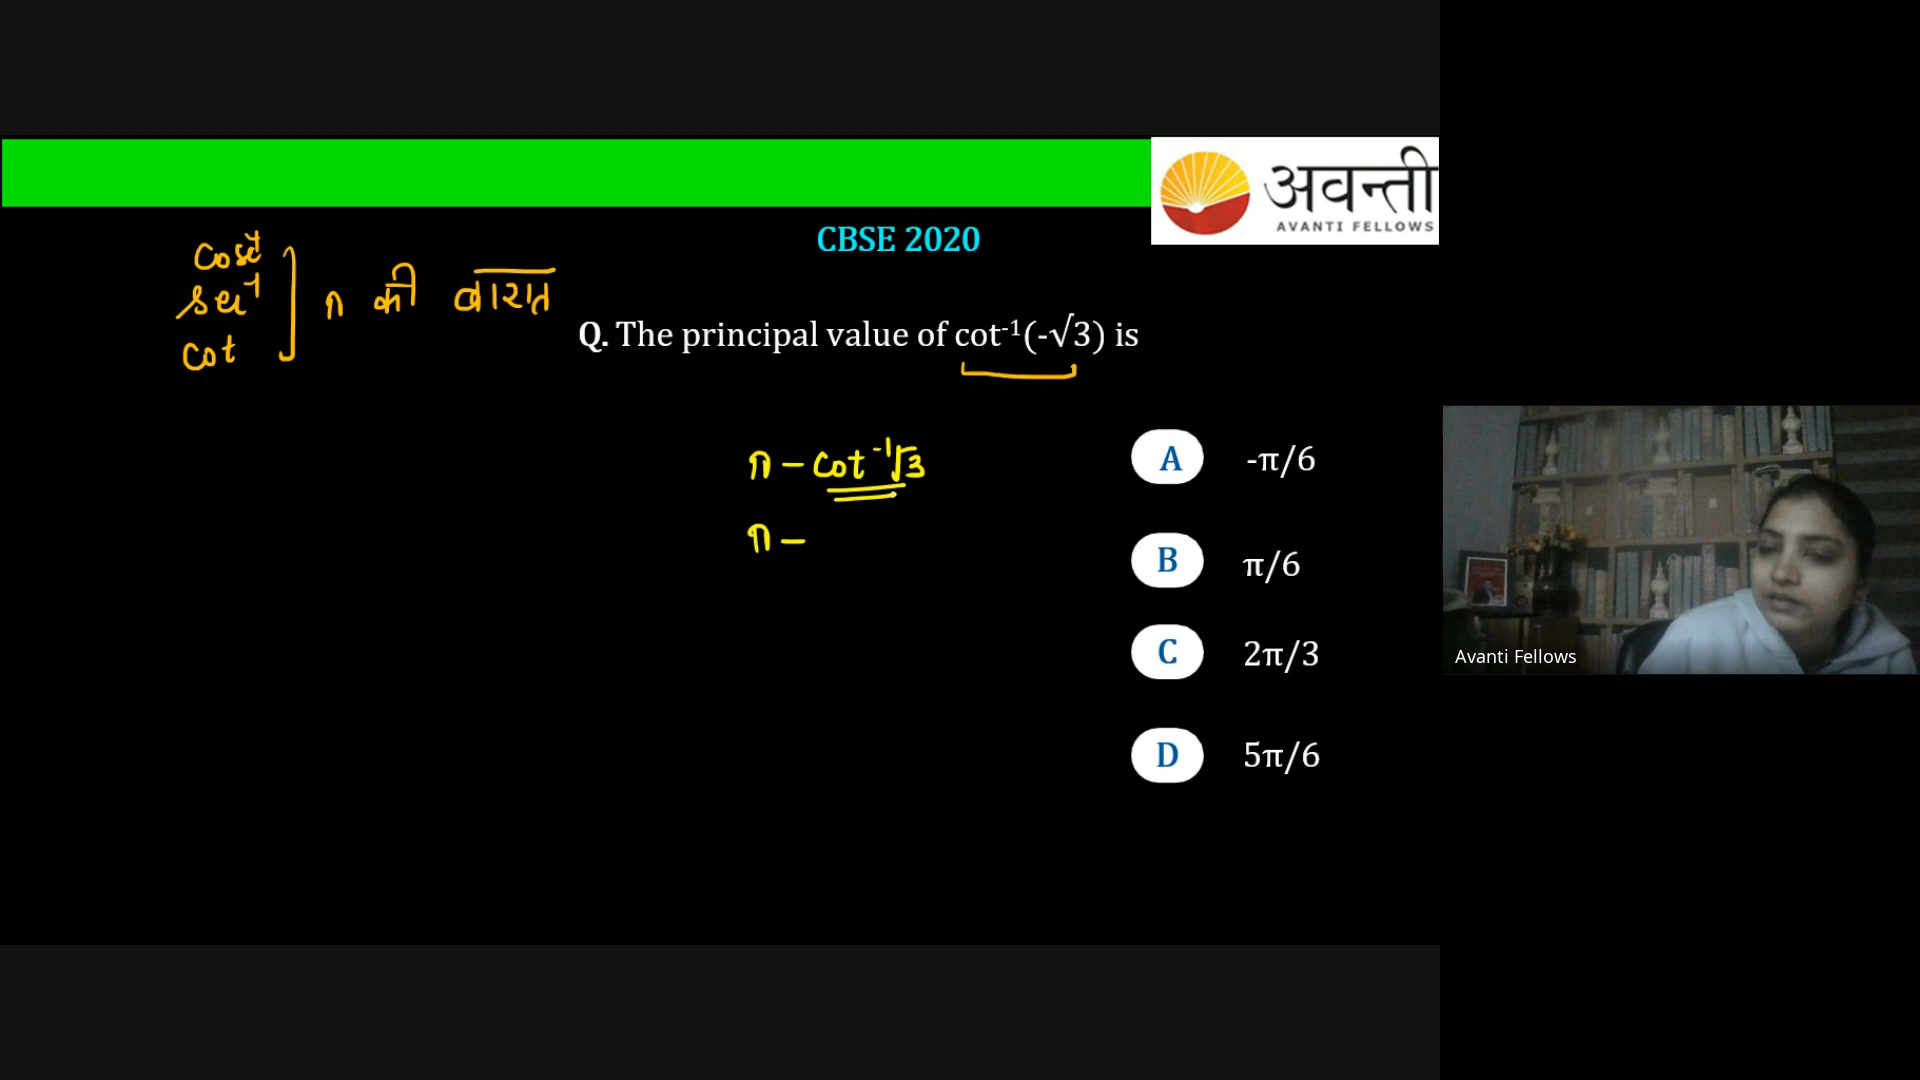 अवन्ती
AVANTI FELLOWS
CBSE 2020
cos⁻¹
sec⁻¹
cot
π की बारात
Q. The principal value of cot⁻¹(-√3) is
π – cot⁻¹√3
π –
A -π/6
B π/6
C 2π/3
D 5π/6
Avanti Fellows